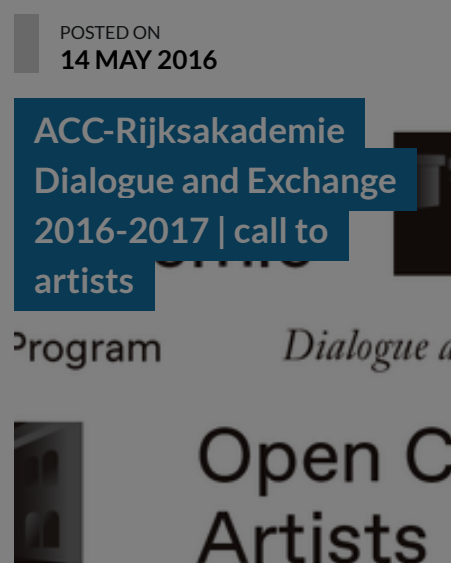 POSTED ON
14 MAY 2016
ACC-Rijksakademie
Dialogue and Exchange
2016-2017 | call to
artists
Program
Dialogue a
Open C
Artists